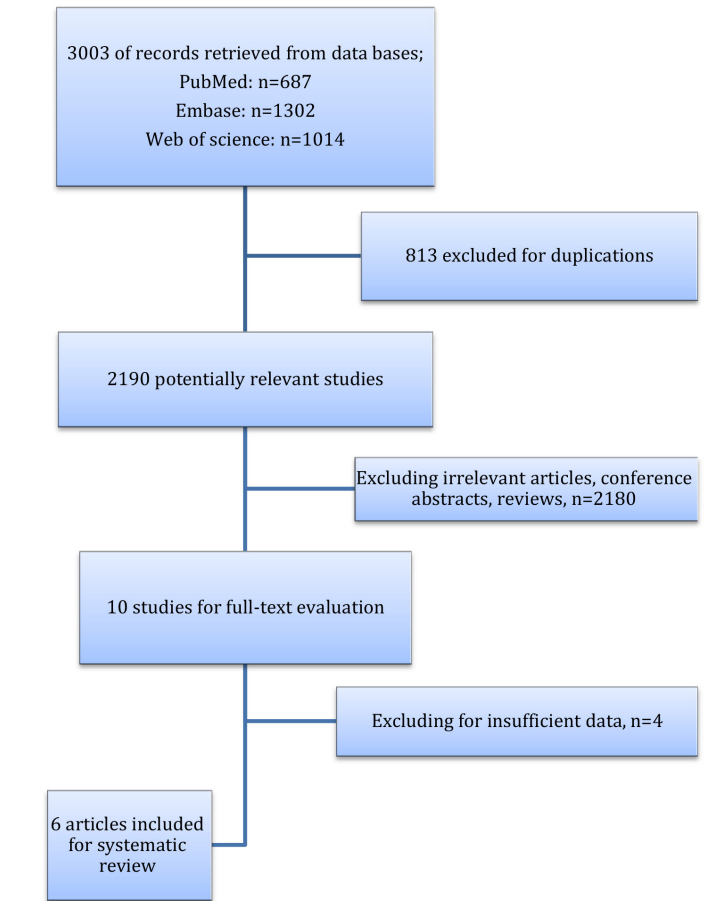 3003 of records retrieved from data bases;
PubMed: n=687
Embase: n=1302
Web of science: n=1014
813 excluded for duplications
2190 potentially relevant studies
Excluding irrelevant articles, conference
abstracts, reviews, n=2180
10 studies for full-text evaluation
Excluding for insufficient data, n=4
6 articles included
for systematic
review